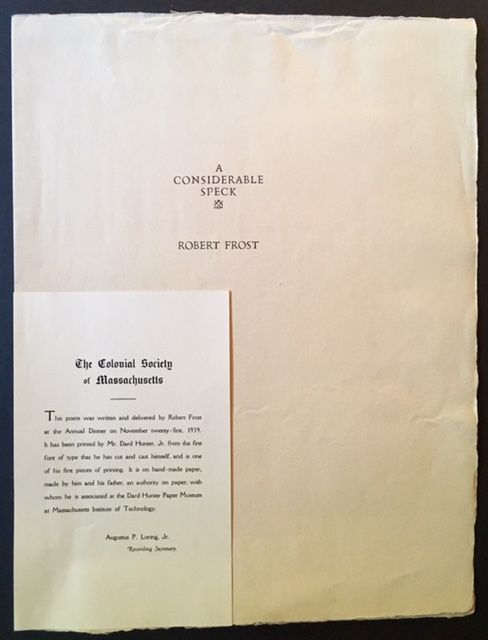 A
CONSIDERABLE
SPECK
ROBERT FROST
The Colonial Society
of Massachusetts
This poem was written and delivered by Robert Frost
at the Annual Dinner on November twenty-first, 1939.
It has been printed by Mr. Dard Hunter, Jr. from the first
font of type that he has cut and cast himself, and is one
of his first pieces of printing. It is on hand-made paper,
made by him and his father, an authority on paper, with
whom he is associated at the Dard Hunter Paper Museum
at Massachusetts Institute of Technology.
Augustus P. Loring, Jr.
Recording Secretary.